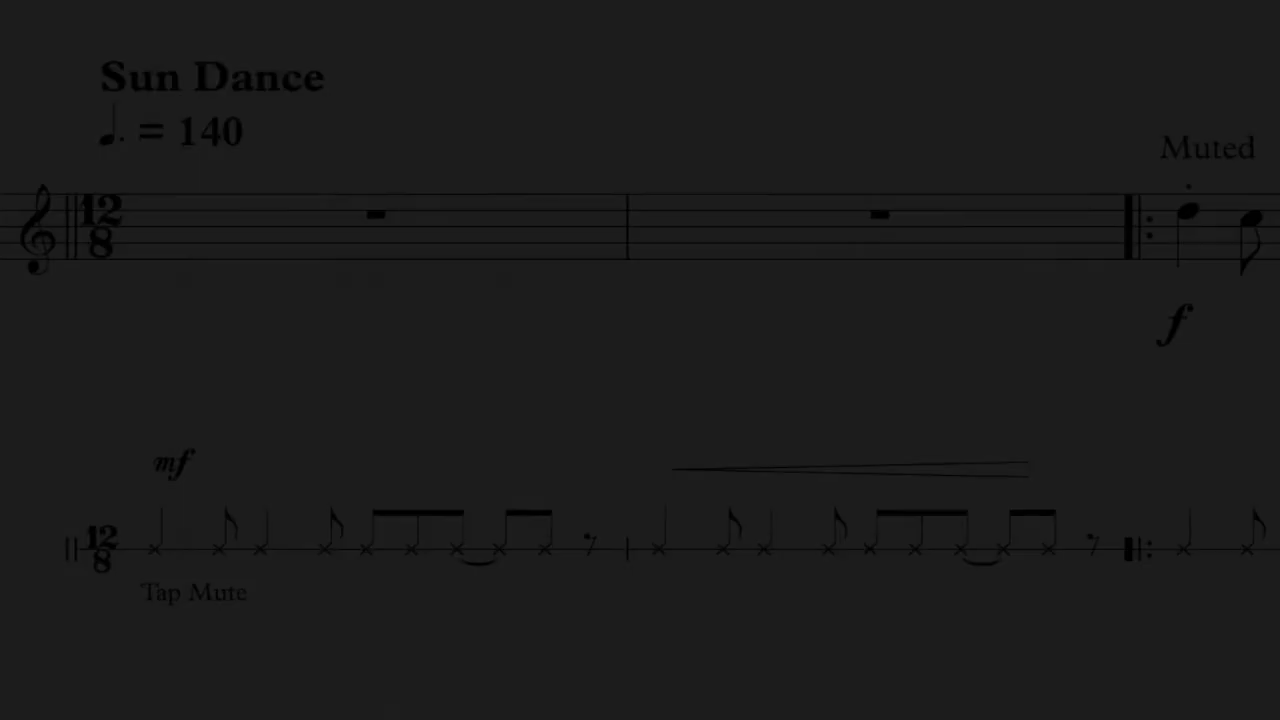 Sun Dance
♩. = 140
Muted
12
8
f
mf
12
8
Tap Mute